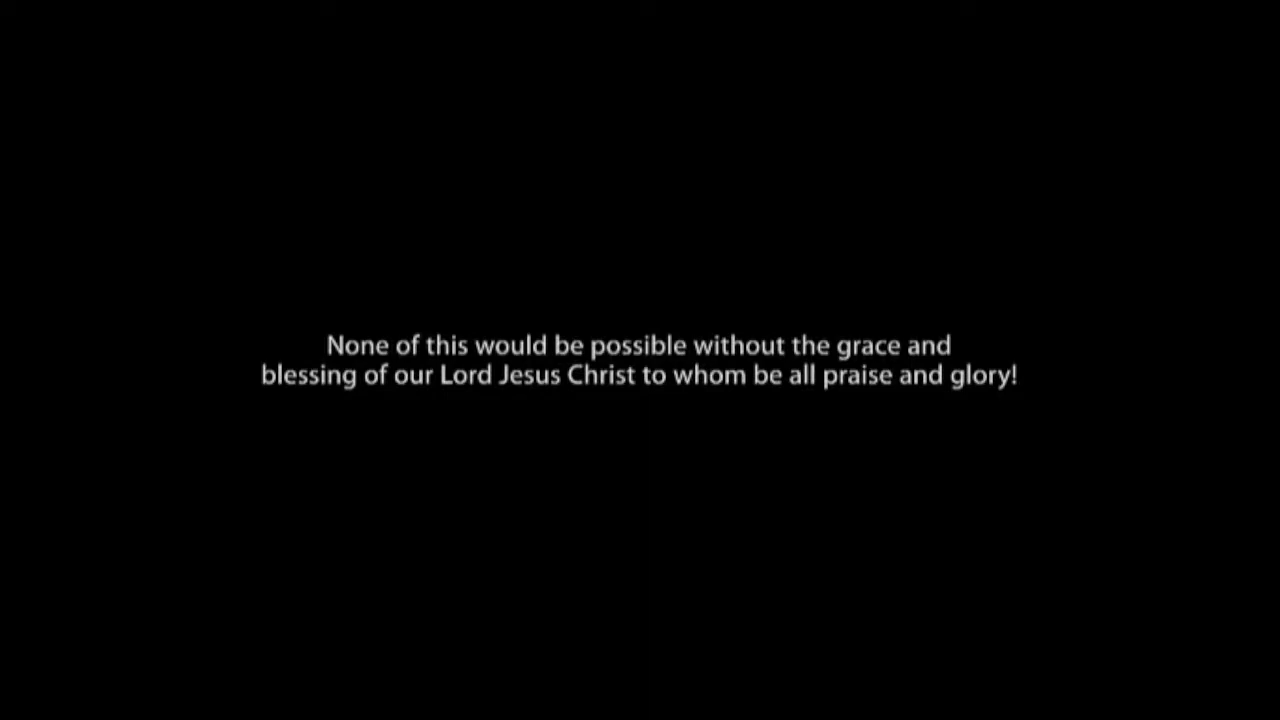 None of this would be possible without the grace and
blessing of our Lord Jesus Christ to whom be all praise and glory!